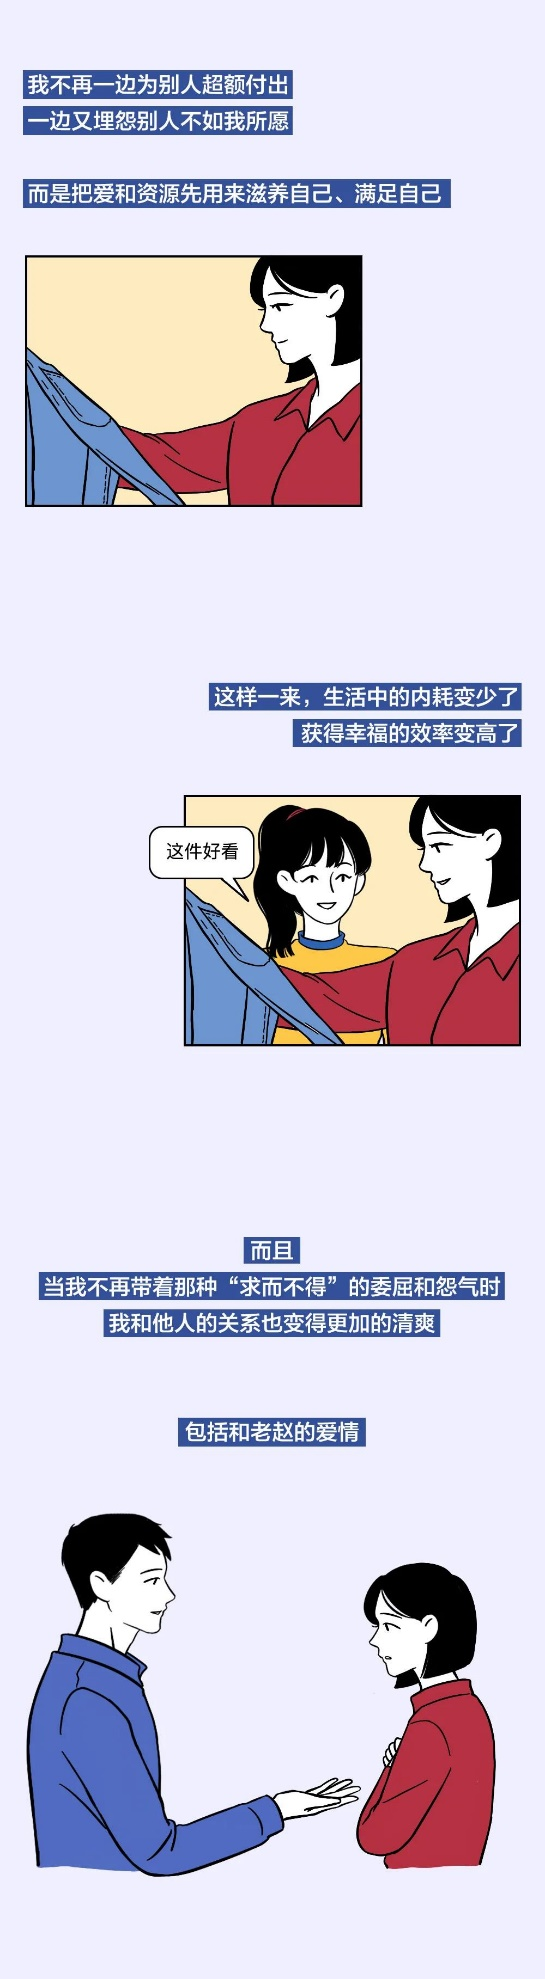 我不再一边为别人超额付出
一边又埋怨别人不如我所愿
而是把爱和资源先用来滋养自己、满足自己
这样一来，生活中的内耗变少了
获得幸福的效率变高了
这件好看
而且
当我不再带着那种“求而不得”的委屈和怨气时
我和他人的关系也变得更加的清爽
包括和老赵的爱情